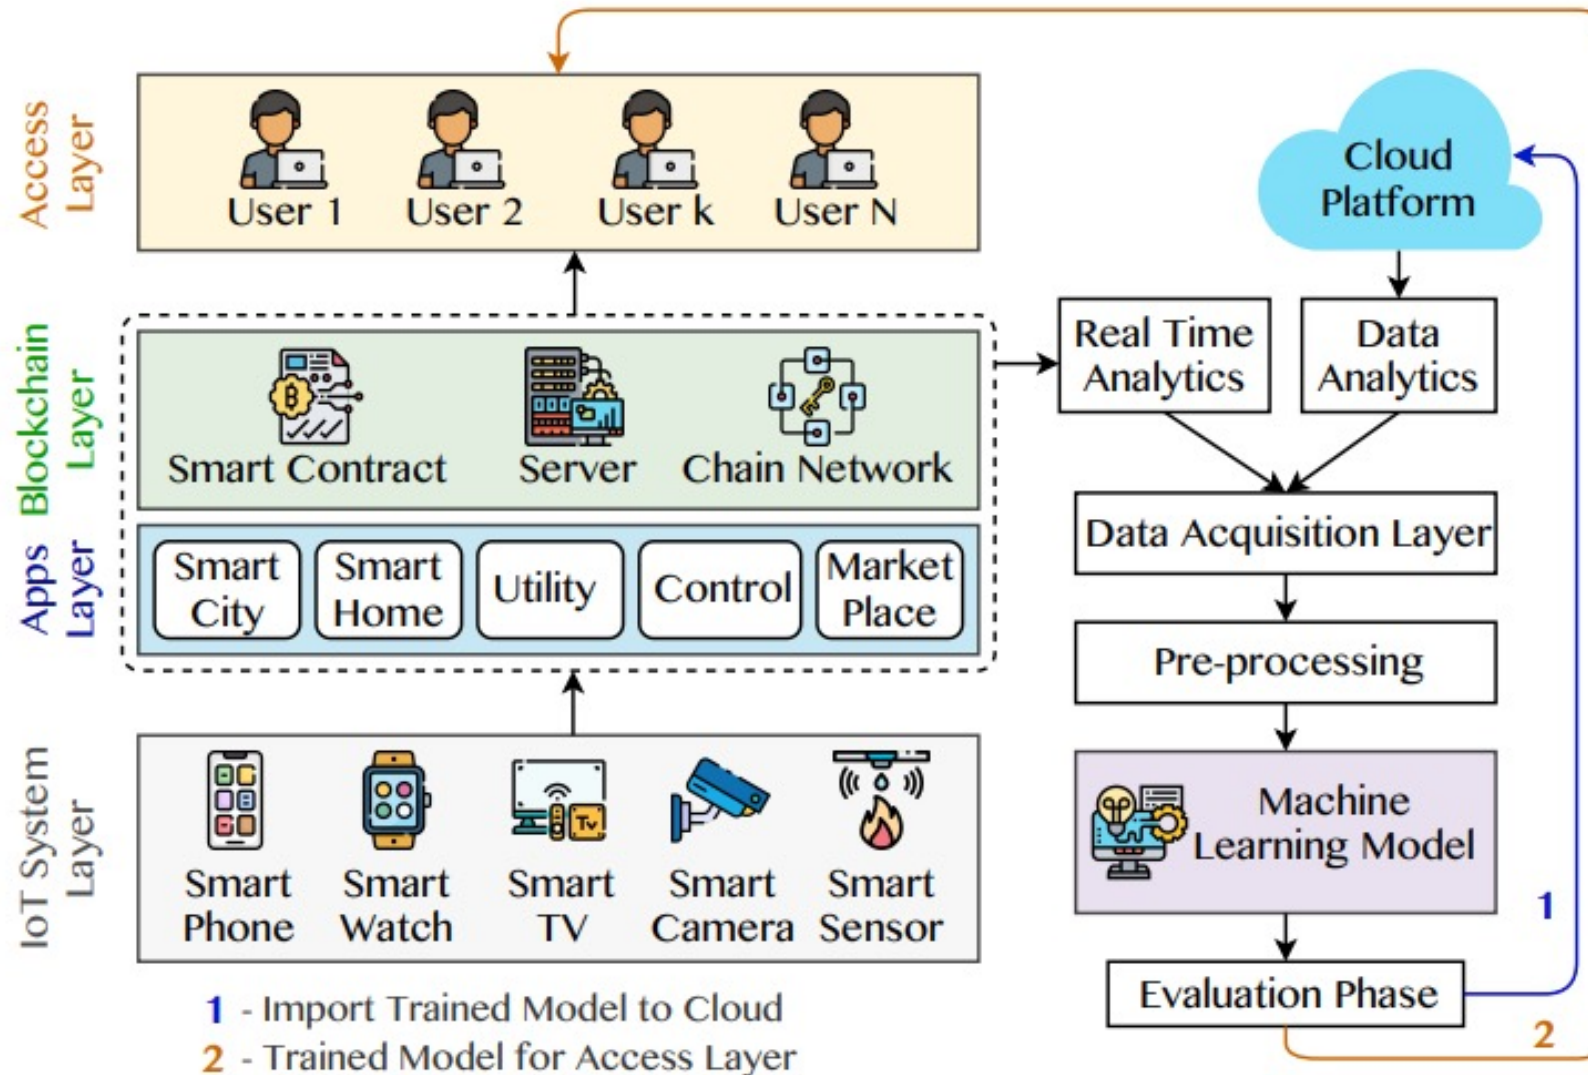 Access
Layer
User 1
User 2
User k
User N
Cloud
Platform
Blockchain
Layer
Smart Contract
Server
Chain Network
Real Time
Analytics
Data
Analytics
Apps
Layer
Smart
City
Smart
Home
Utility
Control
Market
Place
Data Acquisition Layer
Pre-processing
IoT System
Layer
Smart
Phone
Smart
Watch
Tv
Smart
TV
Smart
Camera
Smart
Sensor
Machine
Learning Model
1
Evaluation Phase
2
1 - Import Trained Model to Cloud
2 - Trained Model for Access Layer